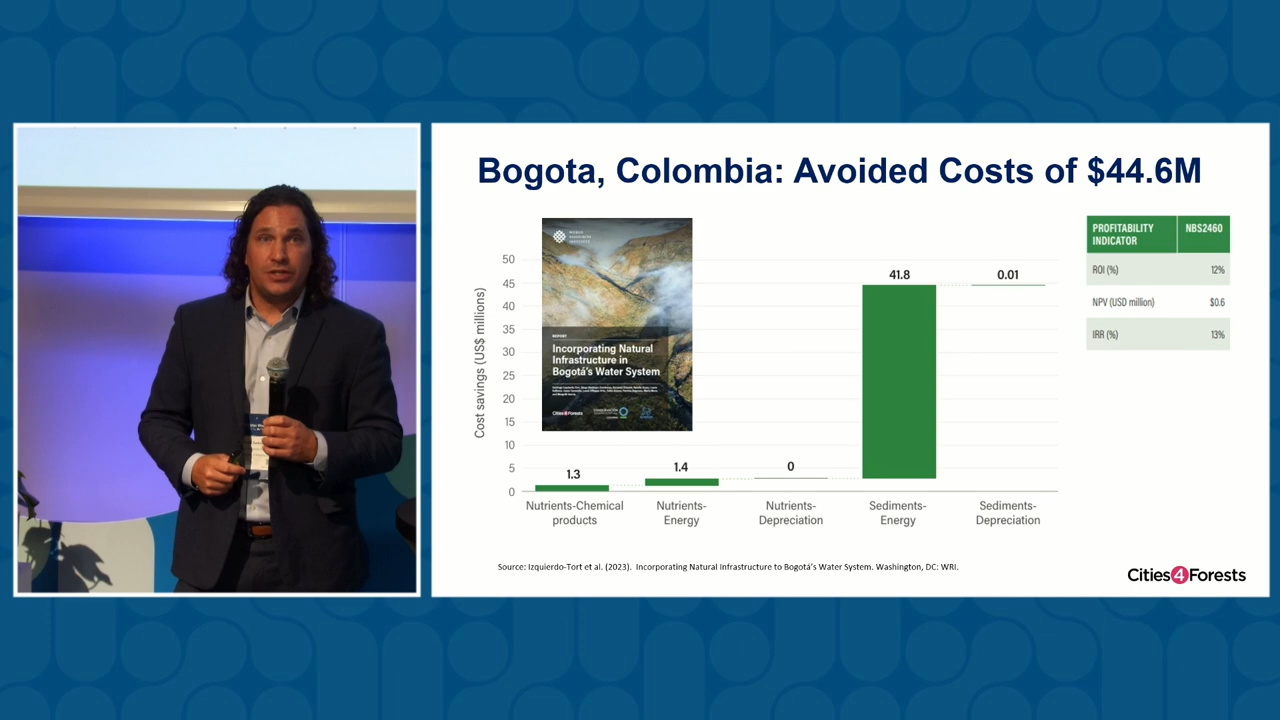 Bogota, Colombia: Avoided Costs of $44.6M
WORLD
RESOURCES
INSTITUTE
REPORT
Incorporating Natural
Infrastructure in
Bogotá's Water System
Cities4Forests
Cost savings (US$ millions)
50
45
40
35
30
25
20
15
10
5
0
1.3
1.4
0
41.8
0.01
Nutrients-Chemical
products
Nutrients-
Energy
Nutrients-
Depreciation
Sediments-
Energy
Sediments-
Depreciation
PROFITABILITY
INDICATOR
NBS2460
ROI (%) 12%
NPV (USD million) $0.6
IRR (%) 13%
Source: Izquierdo-Tort et al. (2023). Incorporating Natural Infrastructure to Bogotá's Water System. Washington, DC: WRI.
Cities4Forests